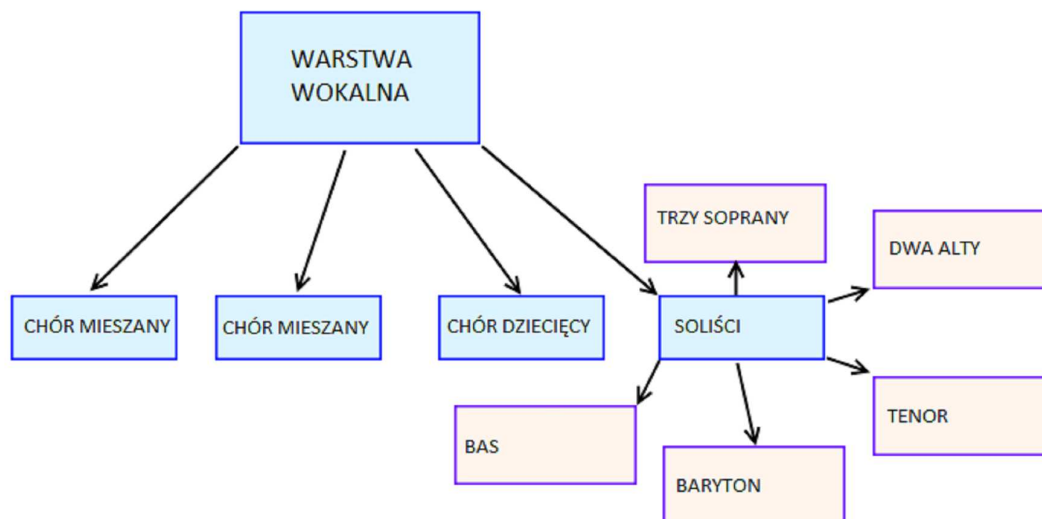 WARSTWA
WOKALNA
TRZY SOPRANY
DWA ALTY
CHÓR MIESZANY
CHÓR MIESZANY
CHÓR DZIECIĘCY
SOLIŚCI
TENOR
BAS
BARYTON